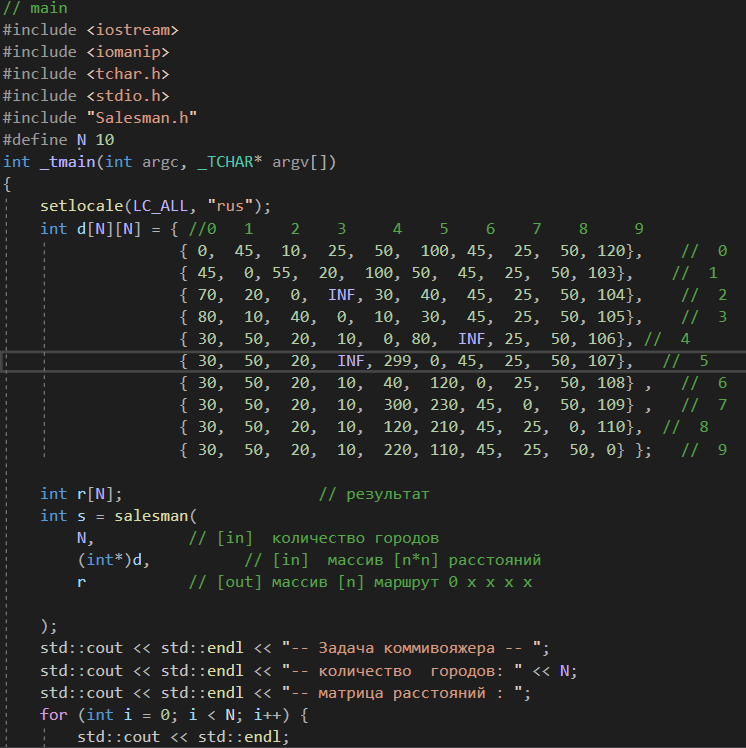 // main
#include <iostream>
#include <iomanip>
#include <tchar.h>
#include <stdio.h>
#include "Salesman.h"
#define N 10
int _tmain(int argc, _TCHAR* argv[])
{
    setlocale(LC_ALL, "rus");
    int d[N][N] = { //0   1    2    3     4    5    6    7    8     9
                   { 0,  45,  10,  25,  50,  100, 45,  25,  50, 120},    //  0
                   { 45,  0, 55,  20,  100, 50,  45,  25,  50, 103},    //  1
                   { 70,  20,  0,  INF, 30,  40,  45,  25,  50, 104},    //  2
                   { 80,  10,  40,  0,  10,  30,  45,  25,  50, 105},    //  3
                   { 30,  50,  20,  10,  0, 80,  INF, 25,  50, 106}, //  4
                   { 30,  50,  20,  INF, 299, 0, 45,  25,  50, 107},   //  5
                   { 30,  50,  20,  10,  40,  120, 0,  25,  50, 108} ,   //  6
                   { 30,  50,  20,  10,  300, 230, 45,  0,  50, 109} ,   //  7
                   { 30,  50,  20,  10,  120, 210, 45,  25,  0, 110},  //  8
                   { 30,  50,  20,  10,  220, 110, 45,  25,  50, 0} };   //  9
    int r[N];                     // результат
    int s = salesman(
        N,          // [in]  количество городов
        (int*)d,          // [in]  массив [n*n] расстояний
        r           // [out] массив [n] маршрут 0 x x x x
    );
    std::cout << std::endl << "-- Задача коммивояжера -- ";
    std::cout << std::endl << "-- количество  городов: " << N;
    std::cout << std::endl << "-- матрица расстояний : ";
    for (int i = 0; i < N; i++) {
        std::cout << std::endl;